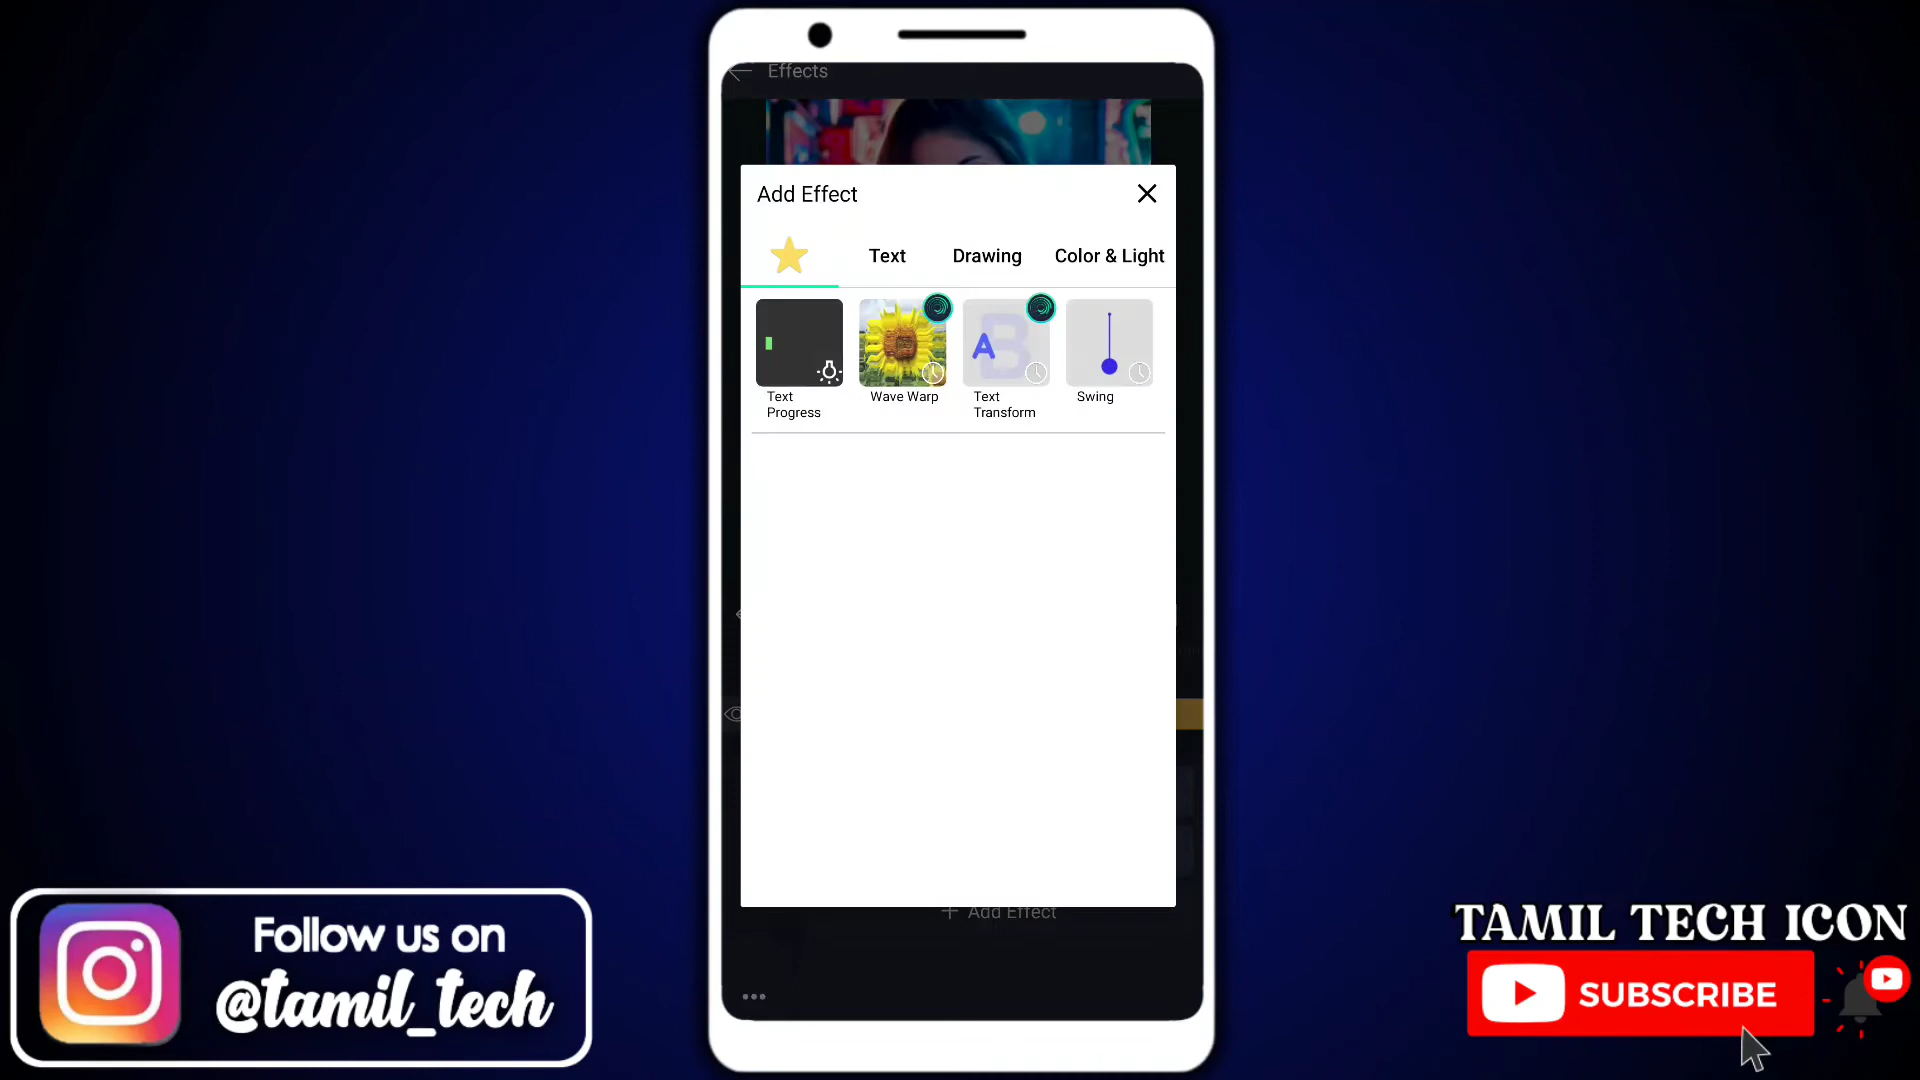 Effects
Add Effect
Text Drawing Color & Light
Text Progress
Wave Warp
Text Transform
Swing
A B
+ Add Effect
Follow us on
@tamil_tech
TAMIL TECH ICON
SUBSCRIBE